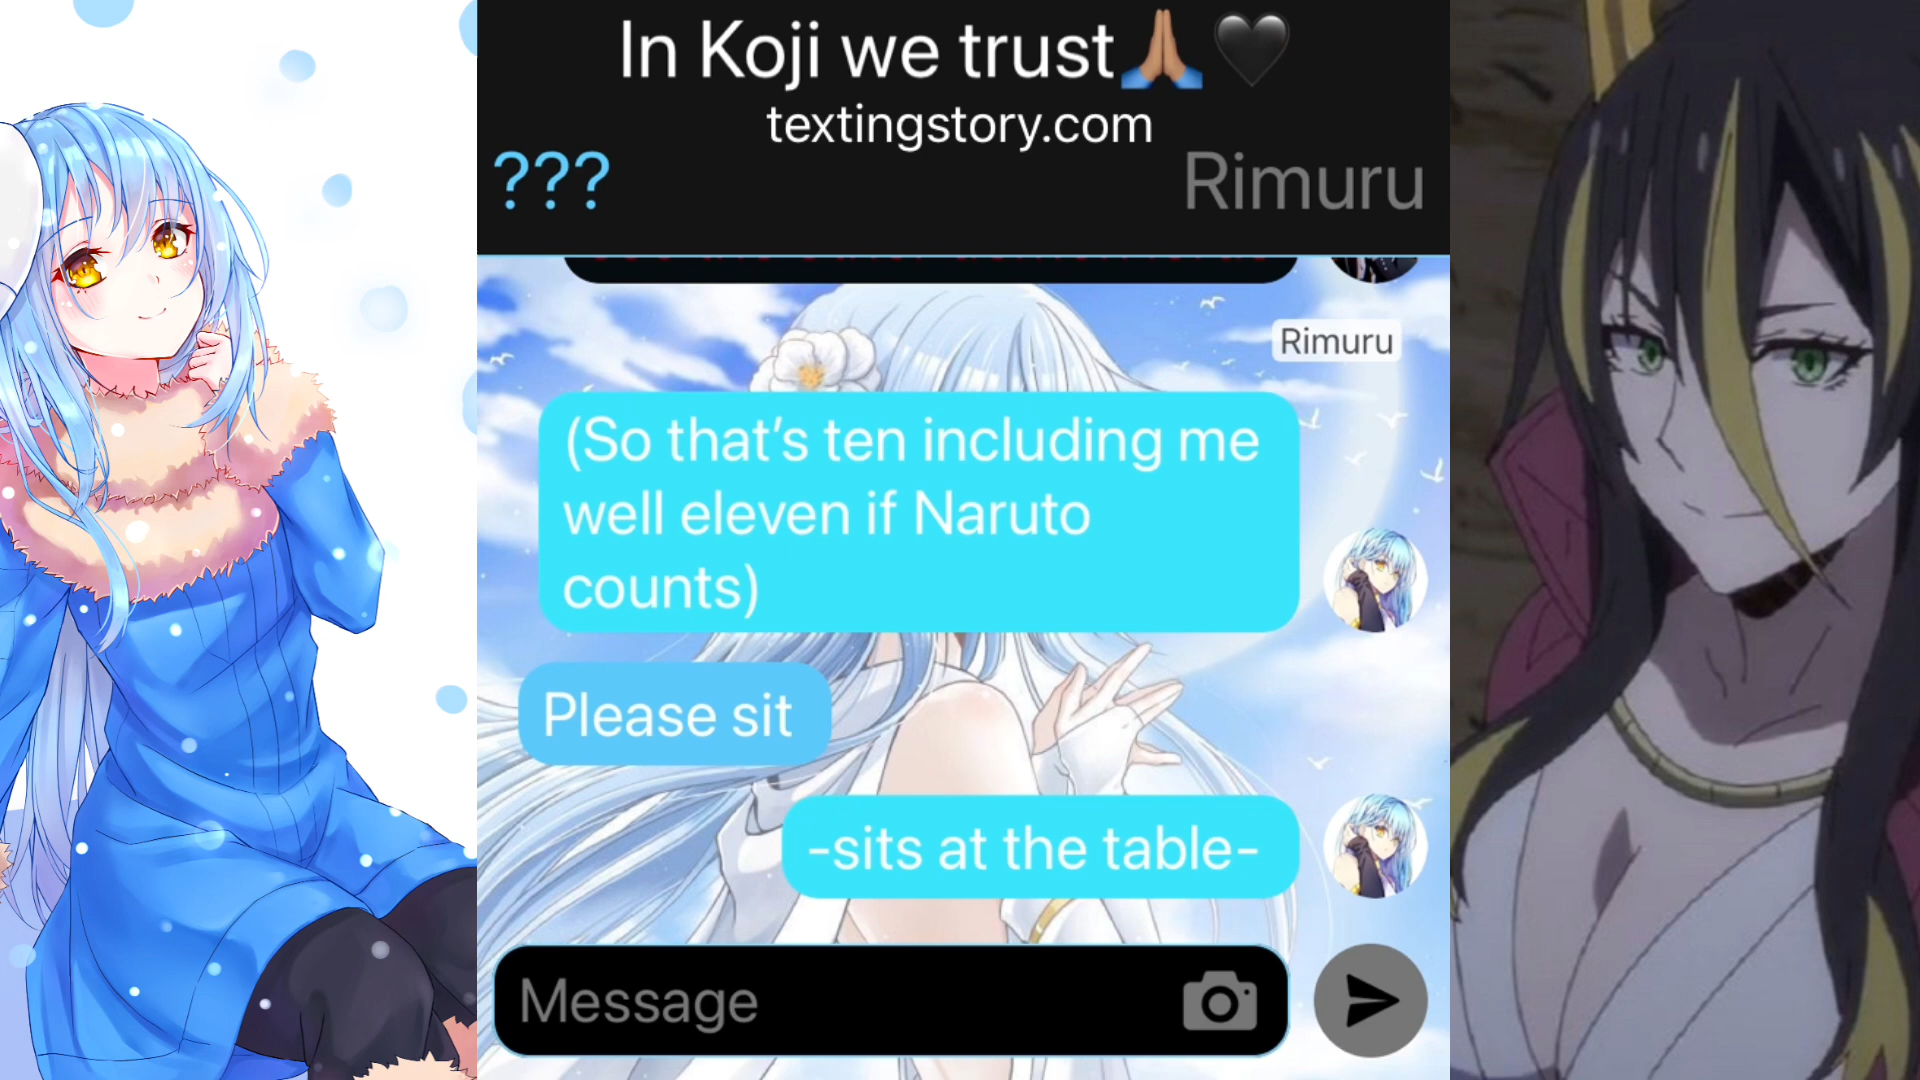 In Koji we trust🙏🏽🖤
textingstory.com
???
Rimuru
Rimuru
(So that's ten including me
well eleven if Naruto
counts)
Please sit
-sits at the table-
Message